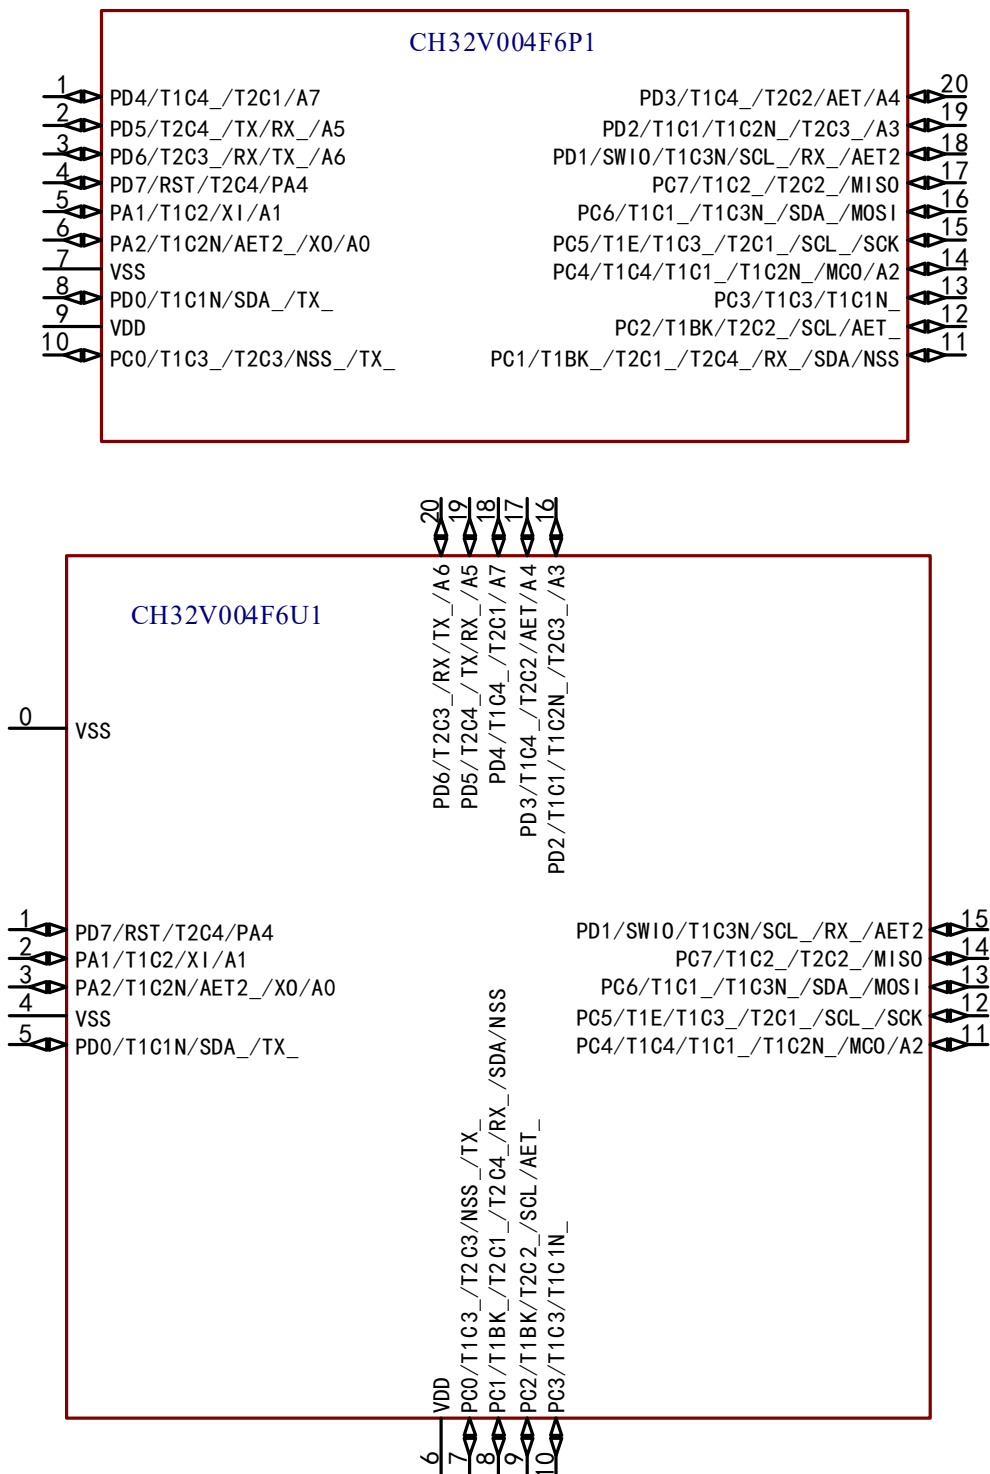 CH32V004F6P1
1 PD4/T1C4_/T2C1/A7
2 PD5/T2C4_/TX/RX_/A5
3 PD6/T2C3_/RX/TX_/A6
4 PD7/RST/T2C4/PA4
5 PA1/T1C2/XI/A1
6 PA2/T1C2N/AET2_/XO/A0
7 VSS
8 PD0/T1C1N/SDA_/TX_
9 VDD
10 PC0/T1C3_/T2C3/NSS_/TX_
PD3/T1C4_/T2C2/AET/A4 20
PD2/T1C1/T1C2N_/T2C3_/A3 19
PD1/SWIO/T1C3N/SCL_/RX_/AET2 18
PC7/T1C2_/T2C2_/MISO 17
PC6/T1C1_/T1C3N_/SDA_/MOSI 16
PC5/T1E/T1C3_/T2C1_/SCL_/SCK 15
PC4/T1C4/T1C1_/T1C2N_/MCO/A2 14
PC3/T1C3/T1C1N_ 13
PC2/T1BK/T2C2_/SCL/AET_ 12
PC1/T1BK_/T2C1_/T2C4_/RX_/SDA/NSS 11
CH32V004F6U1
PD6/T2C3_/RX/TX_/A6 20
PD5/T2C4_/TX/RX_/A5 19
PD4/T1C4_/T2C1/A7 18
PD3/T1C4_/T2C2/AET/A4 17
PD2/T1C1/T1C2N_/T2C3_/A3 16
0 VSS
1 PD7/RST/T2C4/PA4
2 PA1/T1C2/XI/A1
3 PA2/T1C2N/AET2_/XO/A0
4 VSS
5 PD0/T1C1N/SDA_/TX_
PD1/SWIO/T1C3N/SCL_/RX_/AET2 15
PC7/T1C2_/T2C2_/MISO 14
PC6/T1C1_/T1C3N_/SDA_/MOSI 13
PC5/T1E/T1C3_/T2C1_/SCL_/SCK 12
PC4/T1C4/T1C1_/T1C2N_/MCO/A2 11
6 VDD
7 PC0/T1C3_/T2C3/NSS_/TX_
8 PC1/T1BK_/T2C1_/T2C4_/RX_/SDA/NSS
9 PC2/T1BK/T2C2_/SCL/AET_
10 PC3/T1C3/T1C1N_